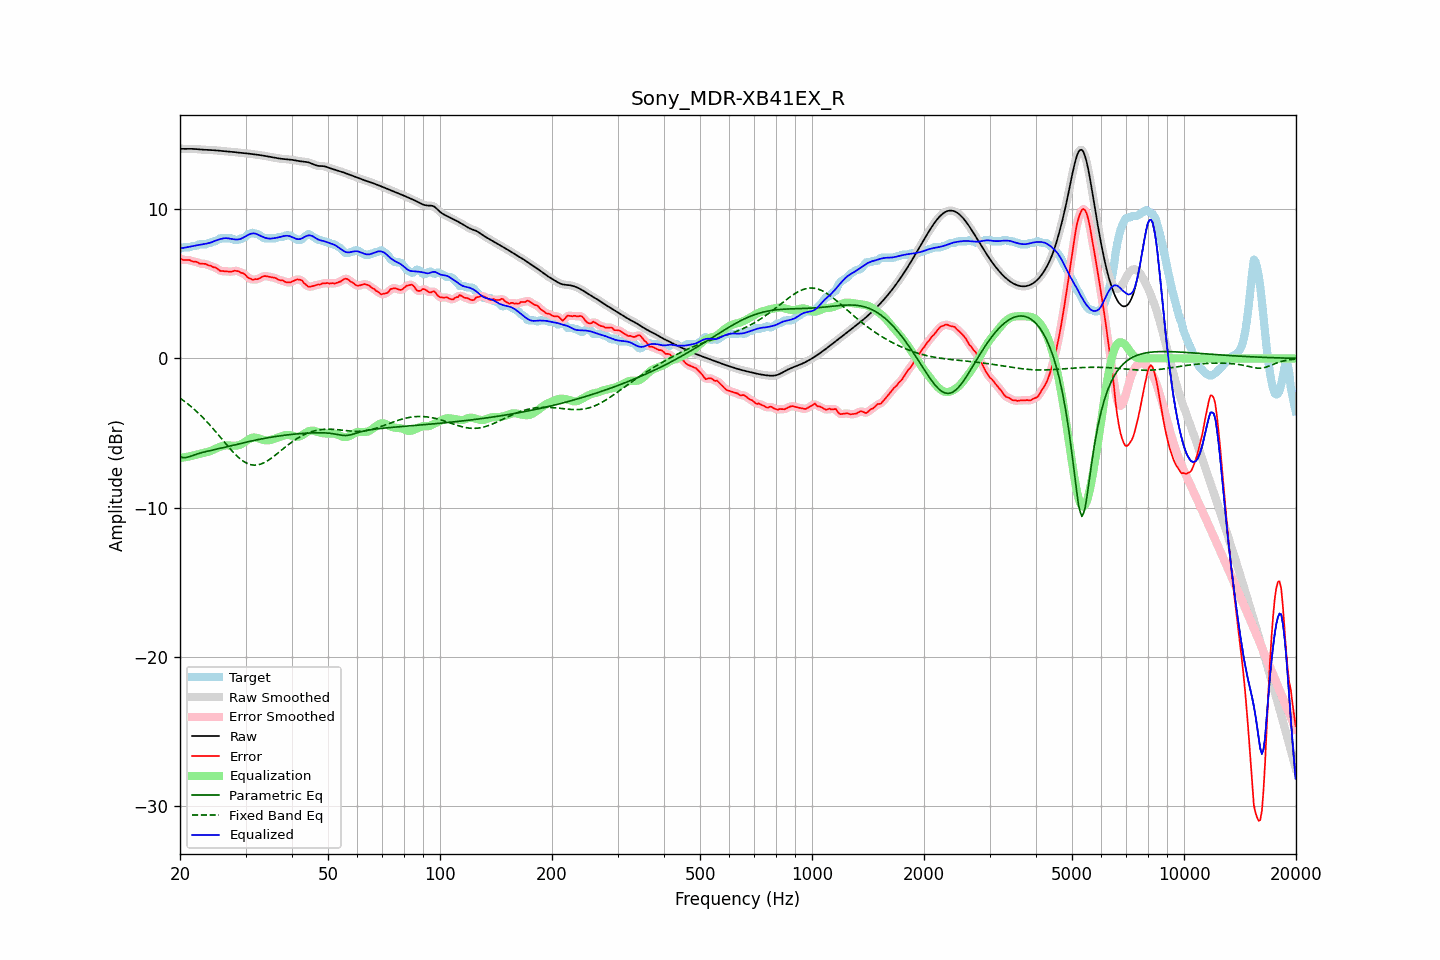 Sony_MDR-XB41EX_R
Amplitude (dBr)
10
0
−10
−20
−30
Target
Raw Smoothed
Error Smoothed
Raw
Error
Equalization
Parametric Eq
Fixed Band Eq
Equalized
20 50 100 200 500 1000 2000 5000 10000 20000
Frequency (Hz)